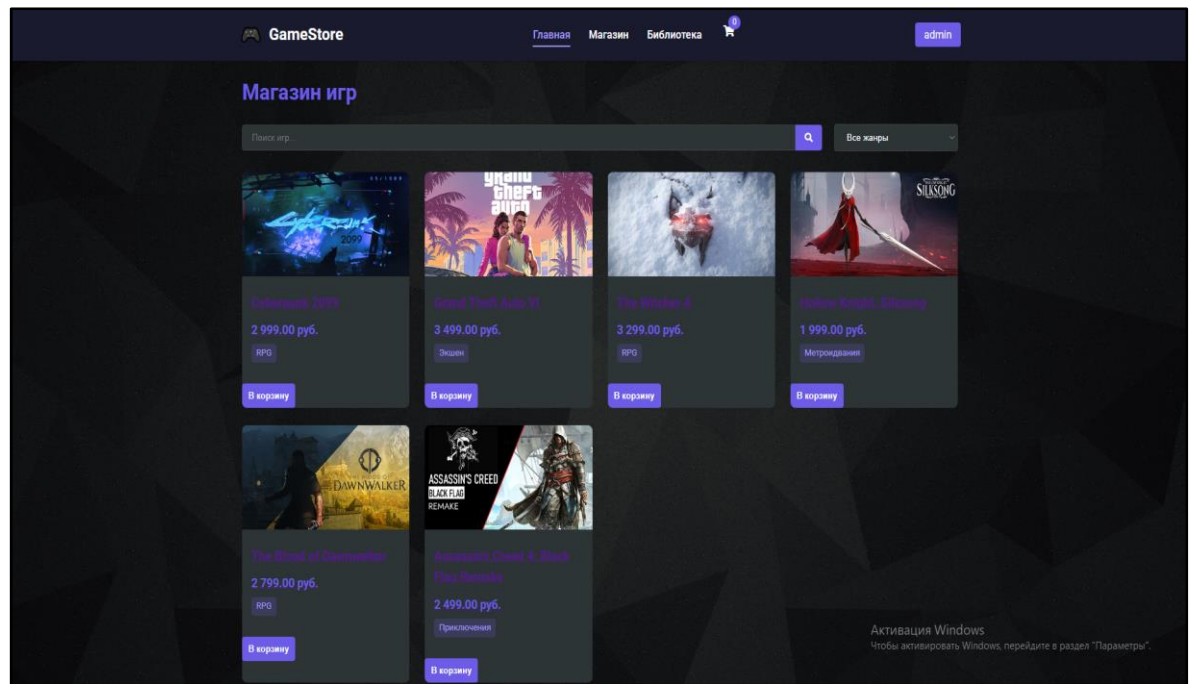 GameStore
Главная
Магазин
Библиотека
0
admin
Магазин игр
Поиск игр...
Все жанры
2099
grand
theft
auto
SILKSONG
Cyberpunk 2099
Grand Theft Auto VI
The Witcher 4
Hollow Knight: Silksong
2 999.00 руб.
3 499.00 руб.
3 299.00 руб.
1 999.00 руб.
RPG
Экшен
RPG
Метроидвания
В корзину
В корзину
В корзину
В корзину
DAWNWALKER
ASSASSIN'S CREED
BLACK FLAG
REMAKE
The Blood of Dawnwalker
Assassin's Creed 4: Black
Flag Remake
2 799.00 руб.
2 499.00 руб.
RPG
Приключения
В корзину
В корзину
Активация Windows
Чтобы активировать Windows, перейдите в раздел "Параметры".